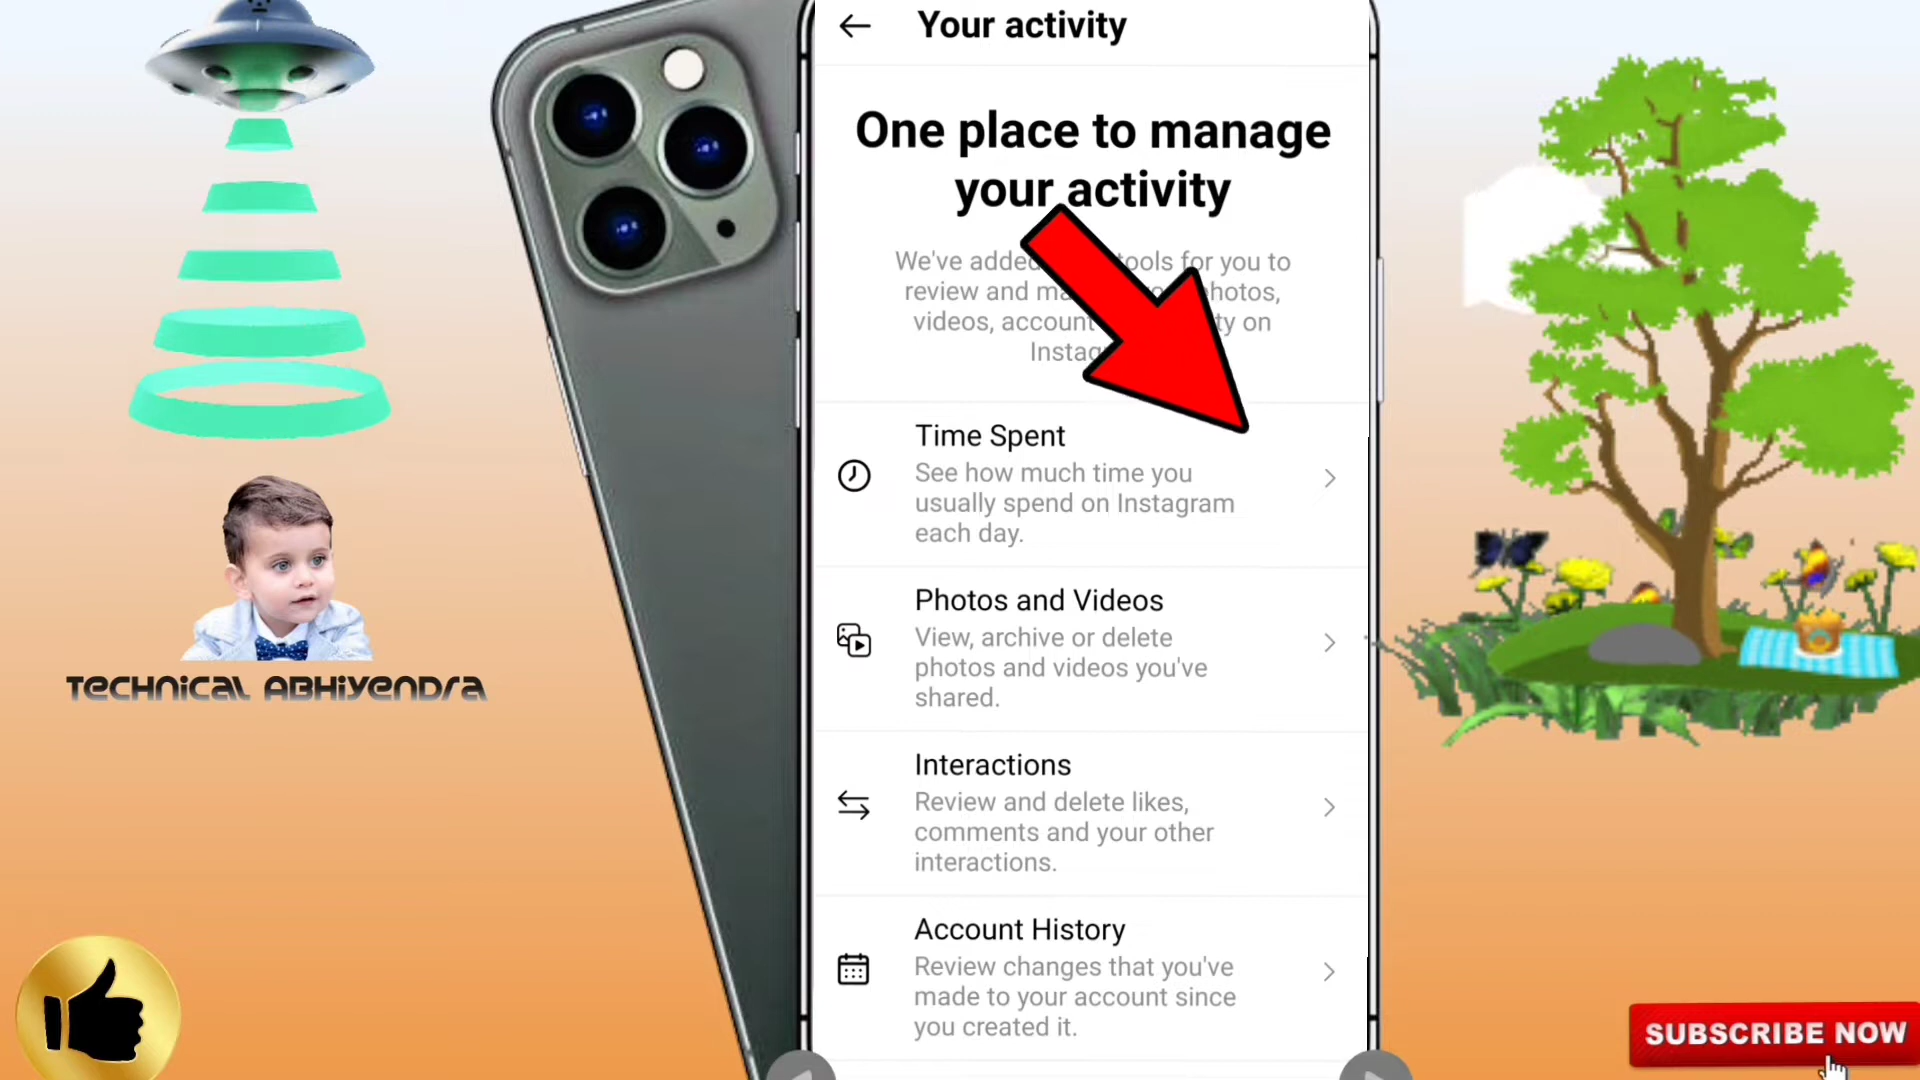 Your activity
One place to manage
your activity
We've added tools for you to
review and photos,
videos, account on
Time Spent
See how much time you
usually spend on Instagram
each day.
Photos and Videos
View, archive or delete
photos and videos you've
shared.
Interactions
Review and delete likes,
comments and your other
interactions.
Account History
Review changes that you've
made to your account since
you created it.
TECHNICAL ABHIYENDRA
SUBSCRIBE NOW